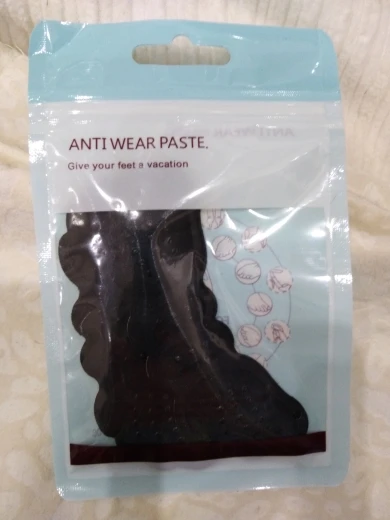 ANTI WEAR PASTE.
Give your feet a vacation